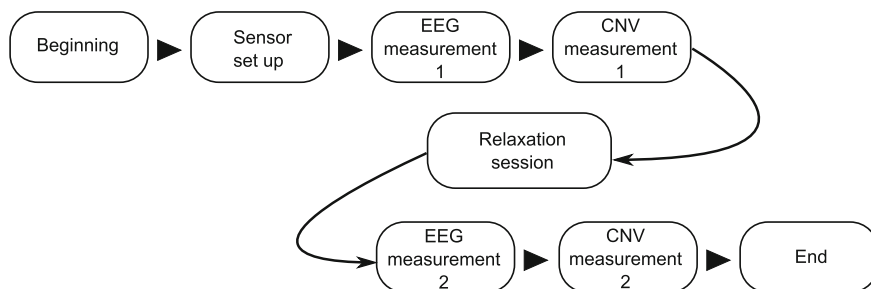 Beginning
Sensor
set up
EEG
measurement
1
CNV
measurement
1
Relaxation
session
EEG
measurement
2
CNV
measurement
2
End